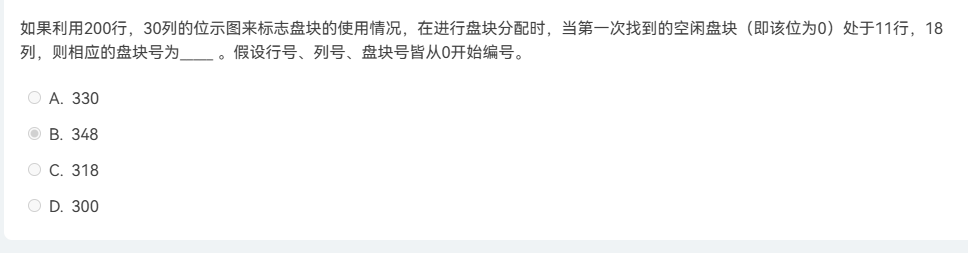 如果利用200行，30列的位示图来标志盘块的使用情况，在进行盘块分配时，当第一次找到的空闲盘块（即该位为0）处于11行，18
列，则相应的盘块号为____ 。假设行号、列号、盘块号皆从0开始编号。
A. 330
B. 348
C. 318
D. 300